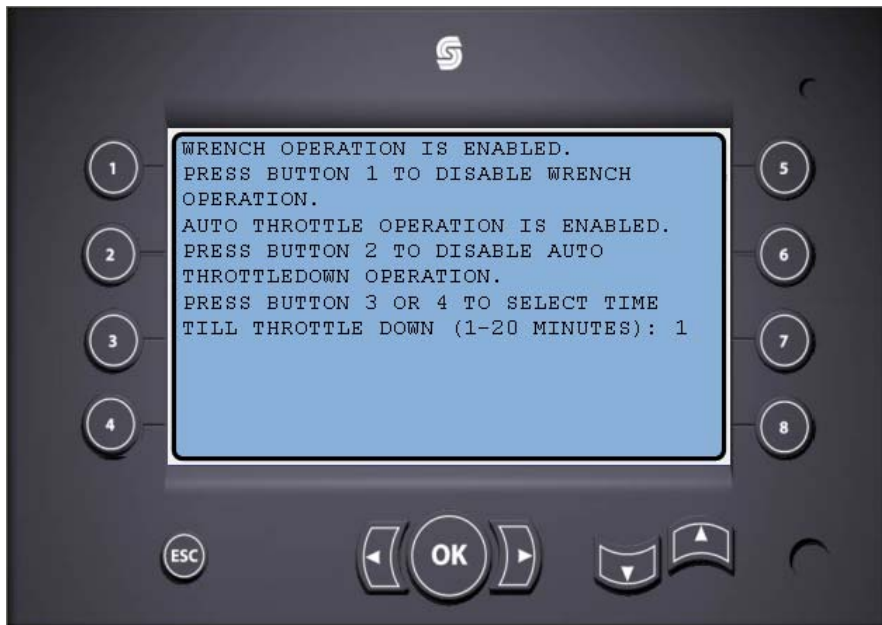 WRENCH OPERATION IS ENABLED.
PRESS BUTTON 1 TO DISABLE WRENCH
OPERATION.
AUTO THROTTLE OPERATION IS ENABLED.
PRESS BUTTON 2 TO DISABLE AUTO
THROTTLEDOWN OPERATION.
PRESS BUTTON 3 OR 4 TO SELECT TIME
TILL THROTTLE DOWN (1-20 MINUTES): 1
1
2
3
4
5
6
7
8
ESC
OK